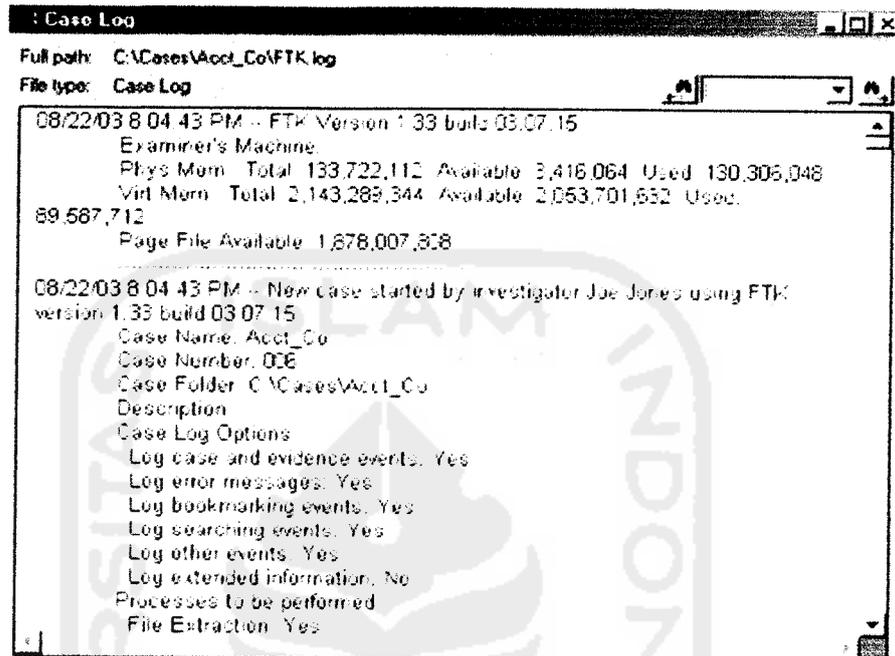 : Case Log
Full path: C:\Cases\Acct_Co\FTK.log
File type: Case Log
08/22/03 8:04:43 PM -- FTK Version 1.33 build 03.07.15
Examiner's Machine:
Phys Mem: Total: 133,722,112 Available: 3,416,064 Used: 130,306,048
Virt Mem: Total: 2,143,289,344 Available: 2,053,701,632 Used:
89,587,712
Page File Available: 1,878,007,808
08/22/03 8:04:43 PM -- New case started by investigator Joe Jones using FTK
version 1.33 build 03.07.15
Case Name: Acct_Co
Case Number: 006
Case Folder: C:\Cases\Acct_Co
Description:
Case Log Options
Log case and evidence events: Yes
Log error messages: Yes
Log bookmarking events: Yes
Log searching events: Yes
Log other events: Yes
Log extended information: No
Processes to be performed
File Extraction: Yes
ISLAM
INDON
SITAS